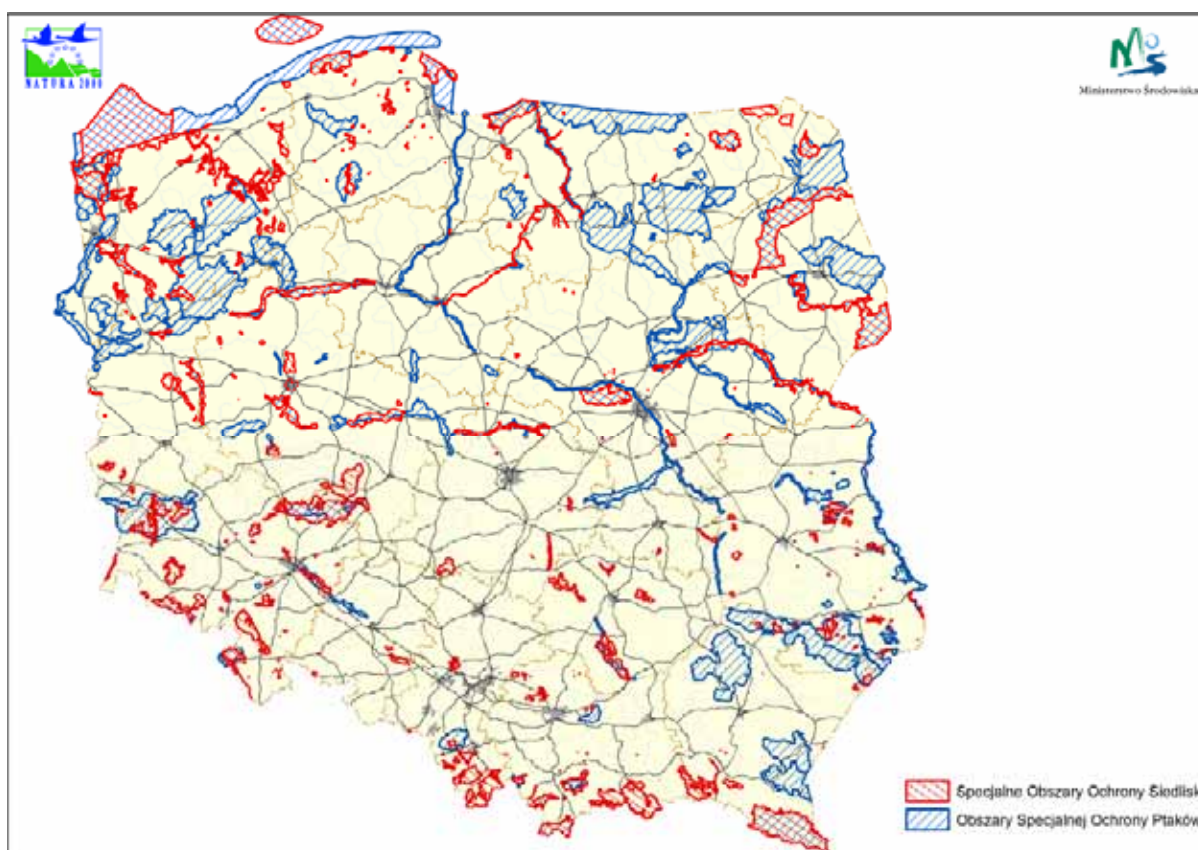 NATURA 2000
Ministerstwo Środowiska
Specjalne Obszary Ochrony Siedlisk
Obszary Specjalnej Ochrony Ptaków